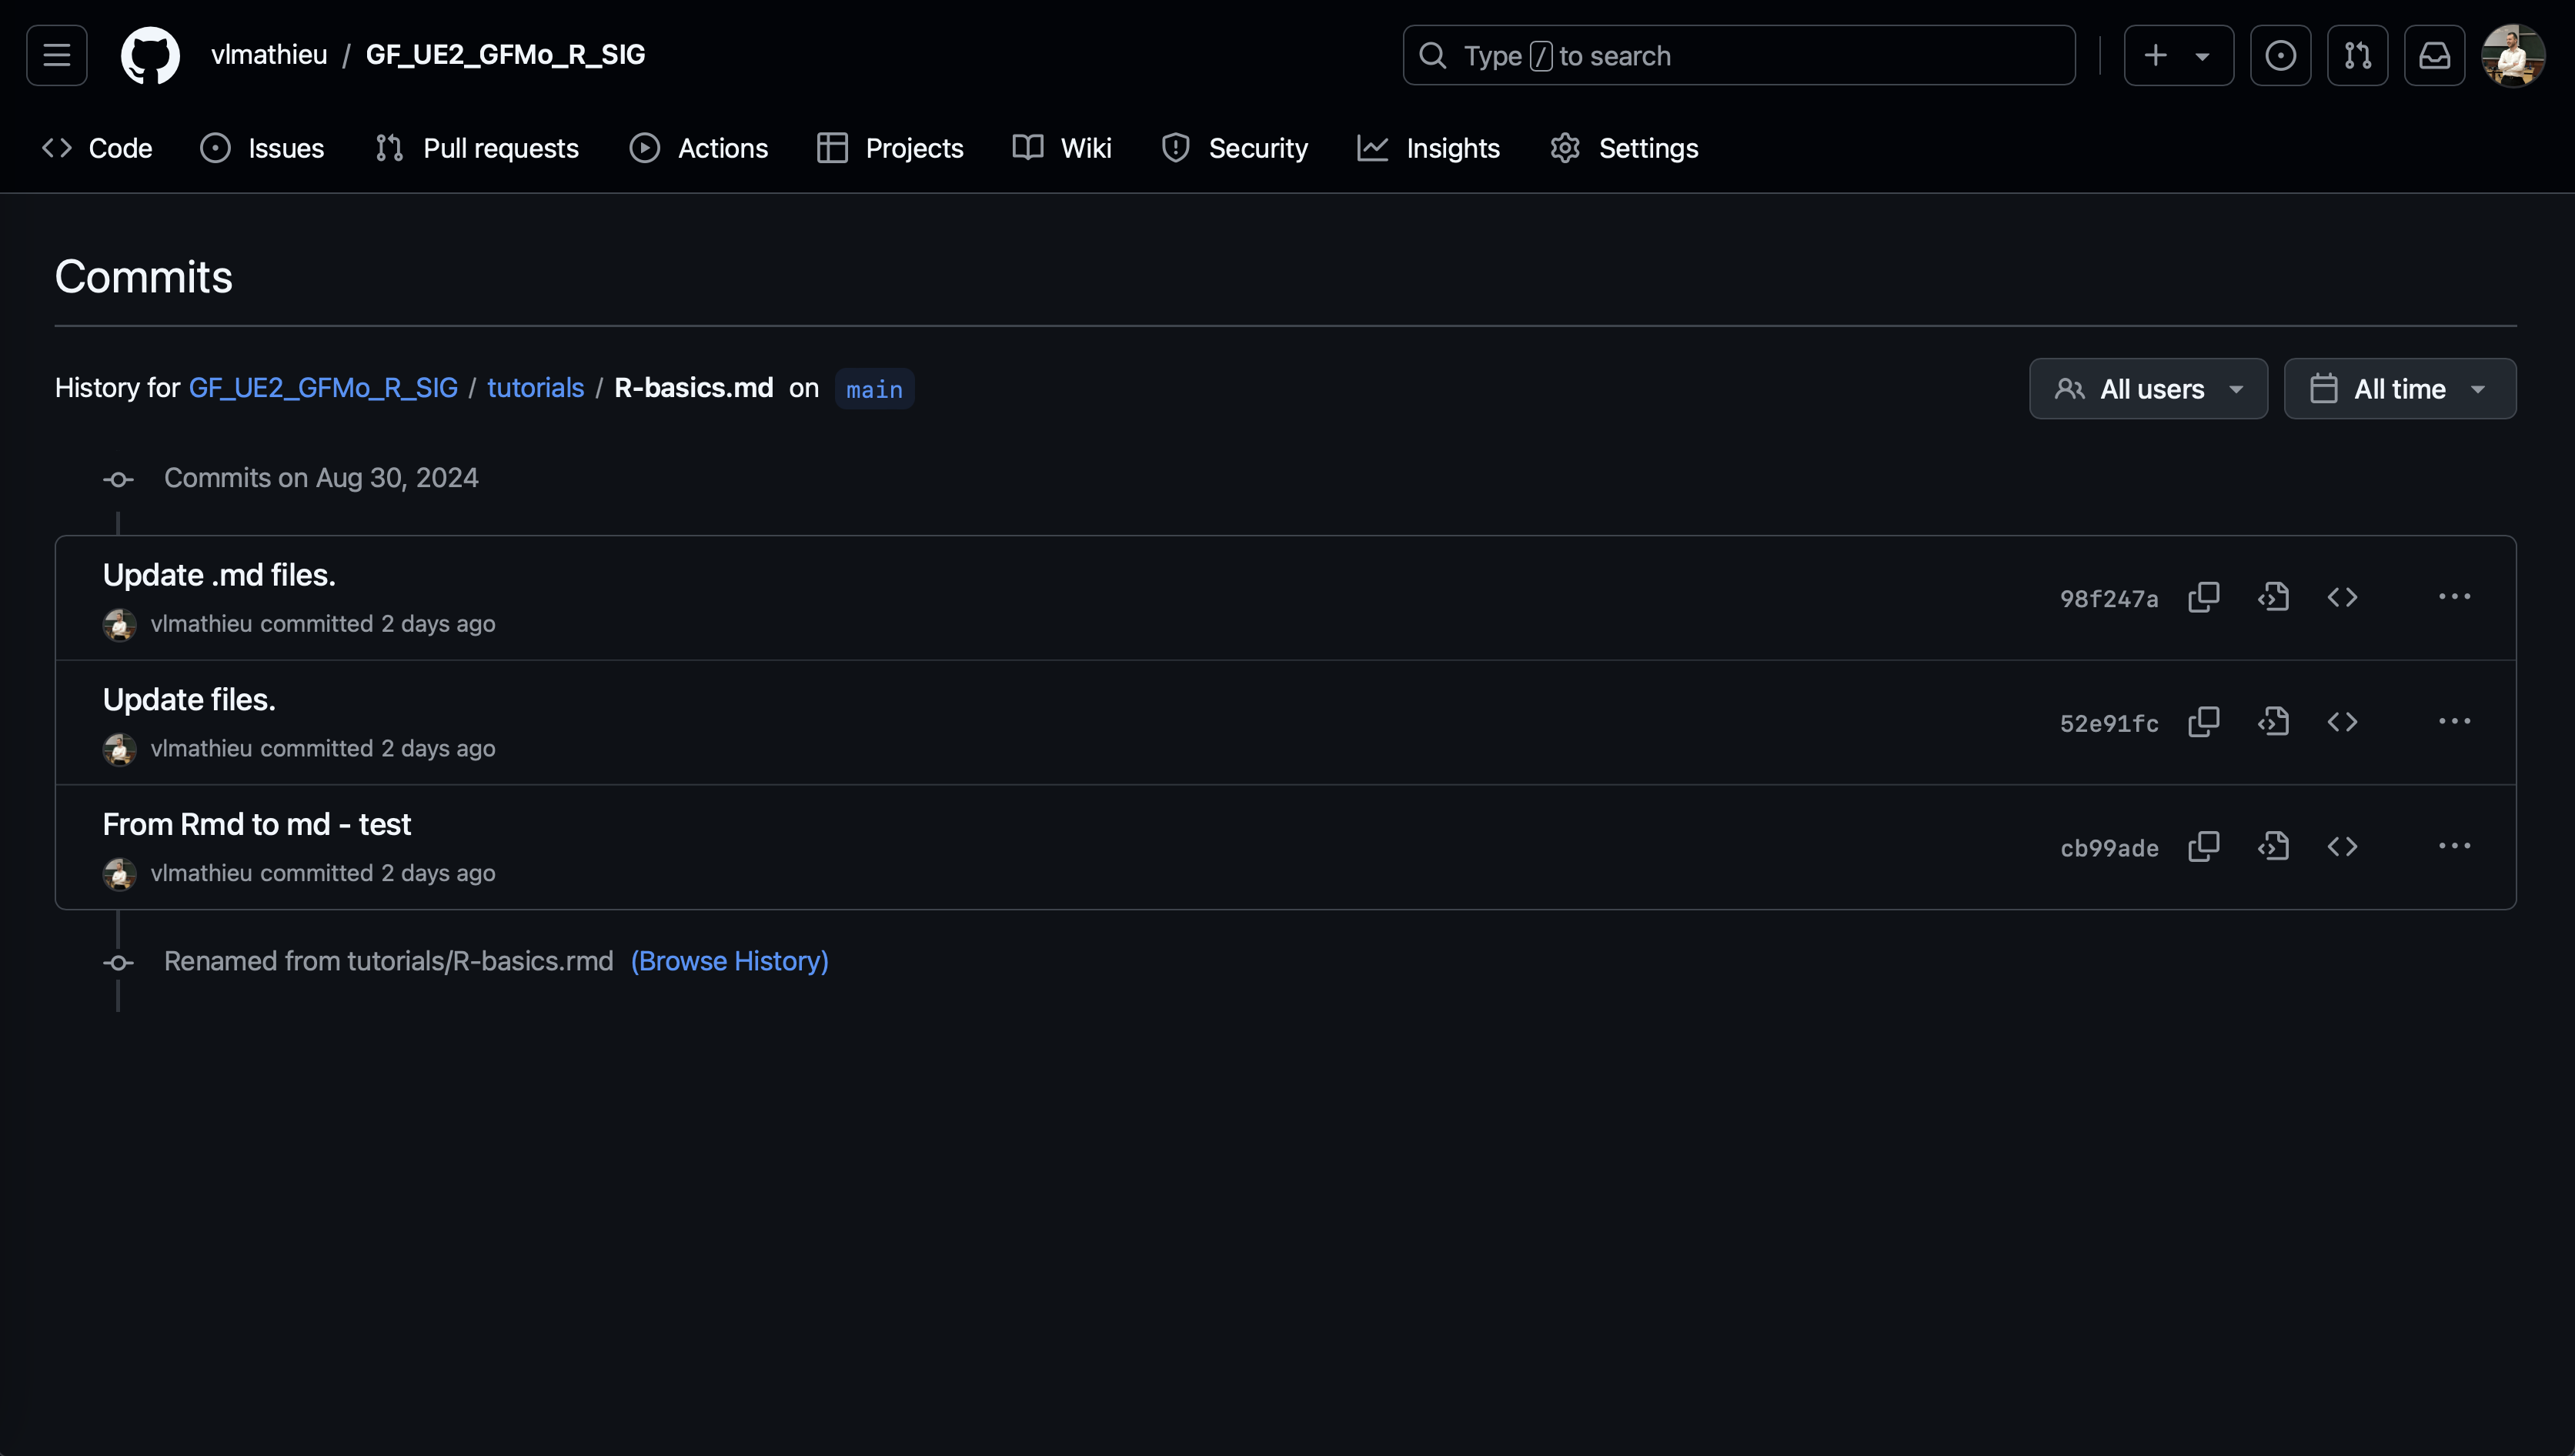 vlmathieu / GF_UE2_GFMo_R_SIG
Type / to search
Code Issues Pull requests Actions Projects Wiki Security Insights Settings
Commits
History for GF_UE2_GFMo_R_SIG / tutorials / R-basics.md on main
All users All time
Commits on Aug 30, 2024
Update .md files.
vlmathieu committed 2 days ago
98f247a
Update files.
vlmathieu committed 2 days ago
52e91fc
From Rmd to md - test
vlmathieu committed 2 days ago
cb99ade
Renamed from tutorials/R-basics.rmd (Browse History)